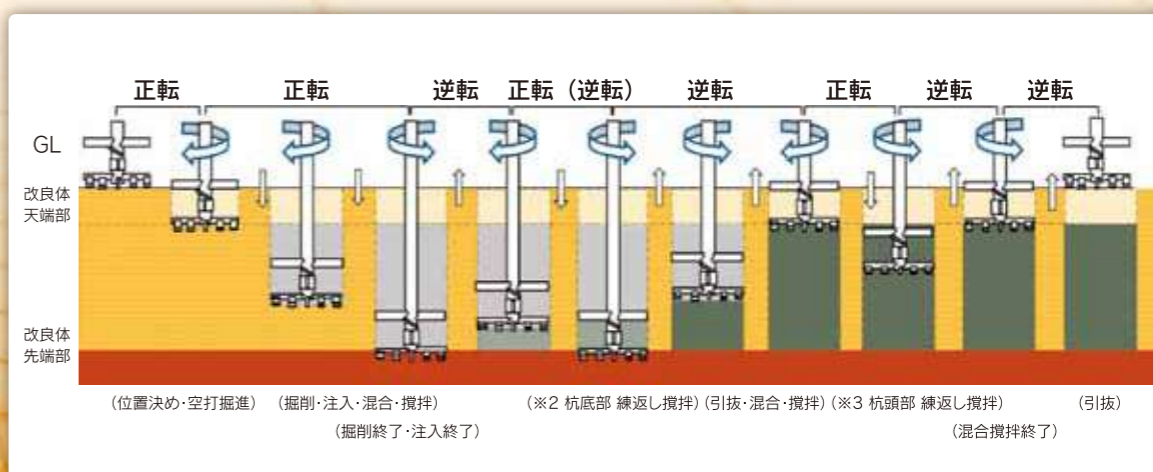 正転 正転 逆転 正転（逆転） 逆転 正転 逆転 逆転
GL
改良体
天端部
改良体
先端部
（位置決め・空打掘進） （掘削・注入・混合・撹拌） （※2 杭底部 練返し撹拌） （引抜・混合・撹拌） （※3 杭頭部 練返し撹拌） （引抜）
（掘削終了・注入終了） （混合撹拌終了）